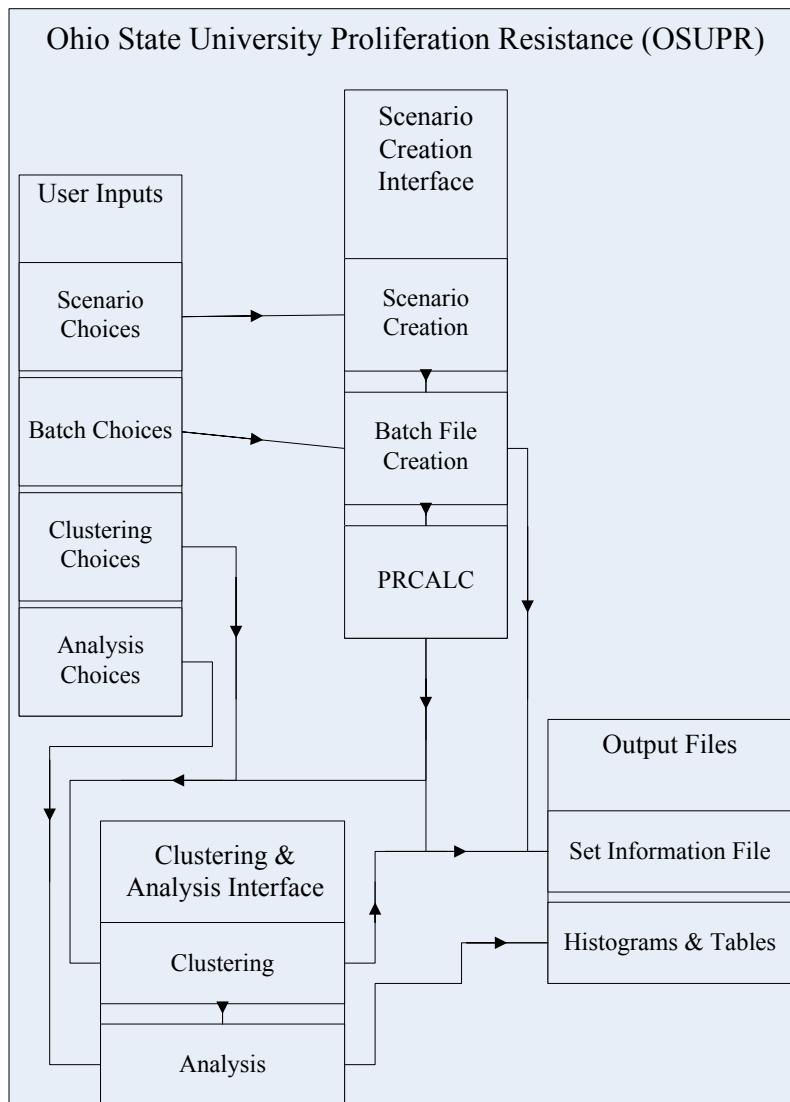 Ohio State University Proliferation Resistance (OSUPR)
Scenario
Creation
Interface
User Inputs
Scenario
Choices
Scenario
Creation
Batch Choices
Batch File
Creation
Clustering
Choices
PRCALC
Analysis
Choices
Output Files
Clustering &
Analysis Interface
Set Information File
Clustering
Histograms & Tables
Analysis